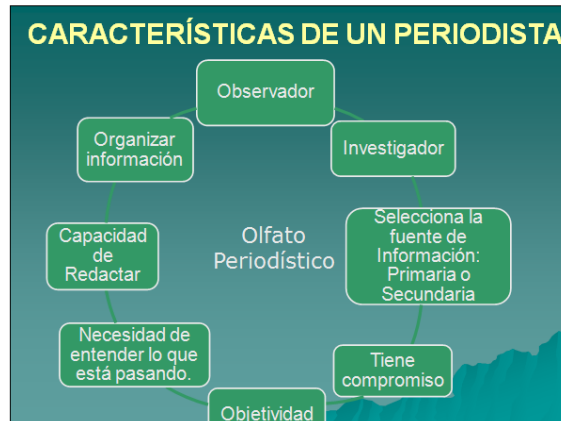 CARACTERÍSTICAS DE UN PERIODISTA
Observador
Investigador
Selecciona la
fuente de
Información:
Primaria o
Secundaria
Tiene
compromiso
Objetividad
Necesidad de
entender lo que
está pasando.
Capacidad
de
Redactar
Organizar
información
Olfato
Periodístico